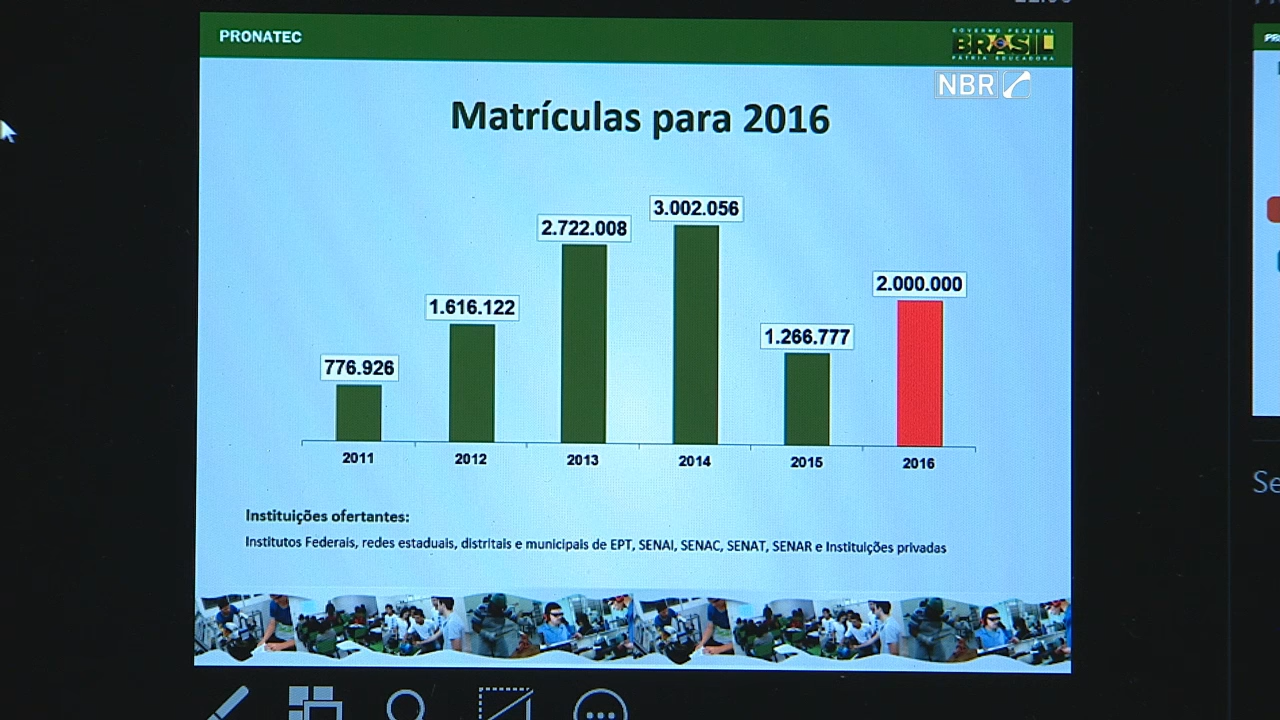 PRONATEC
GOVERNO FEDERAL
BRASIL
PÁTRIA EDUCADORA
NBR
Matrículas para 2016
3.002.056
2.722.008
2.000.000
1.616.122
1.266.777
776.926
2011 2012 2013 2014 2015 2016
Instituições ofertantes:
Institutos Federais, redes estaduais, distritais e municipais de EPT, SENAI, SENAC, SENAT, SENAR e Instituições privadas
Se